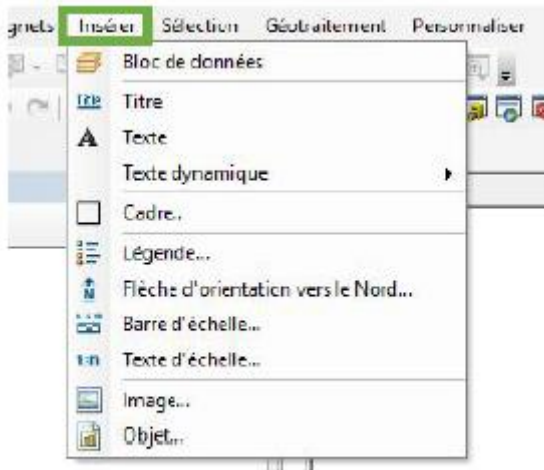 gnets Insérer Sélection Géotraitement Personnaliser
Bloc de données
Titre
Texte
Texte dynamique
Cadre..
Légende...
Flèche d'orientation vers le Nord...
Barre d'échelle...
Texte d'échelle...
Image...
Objet...